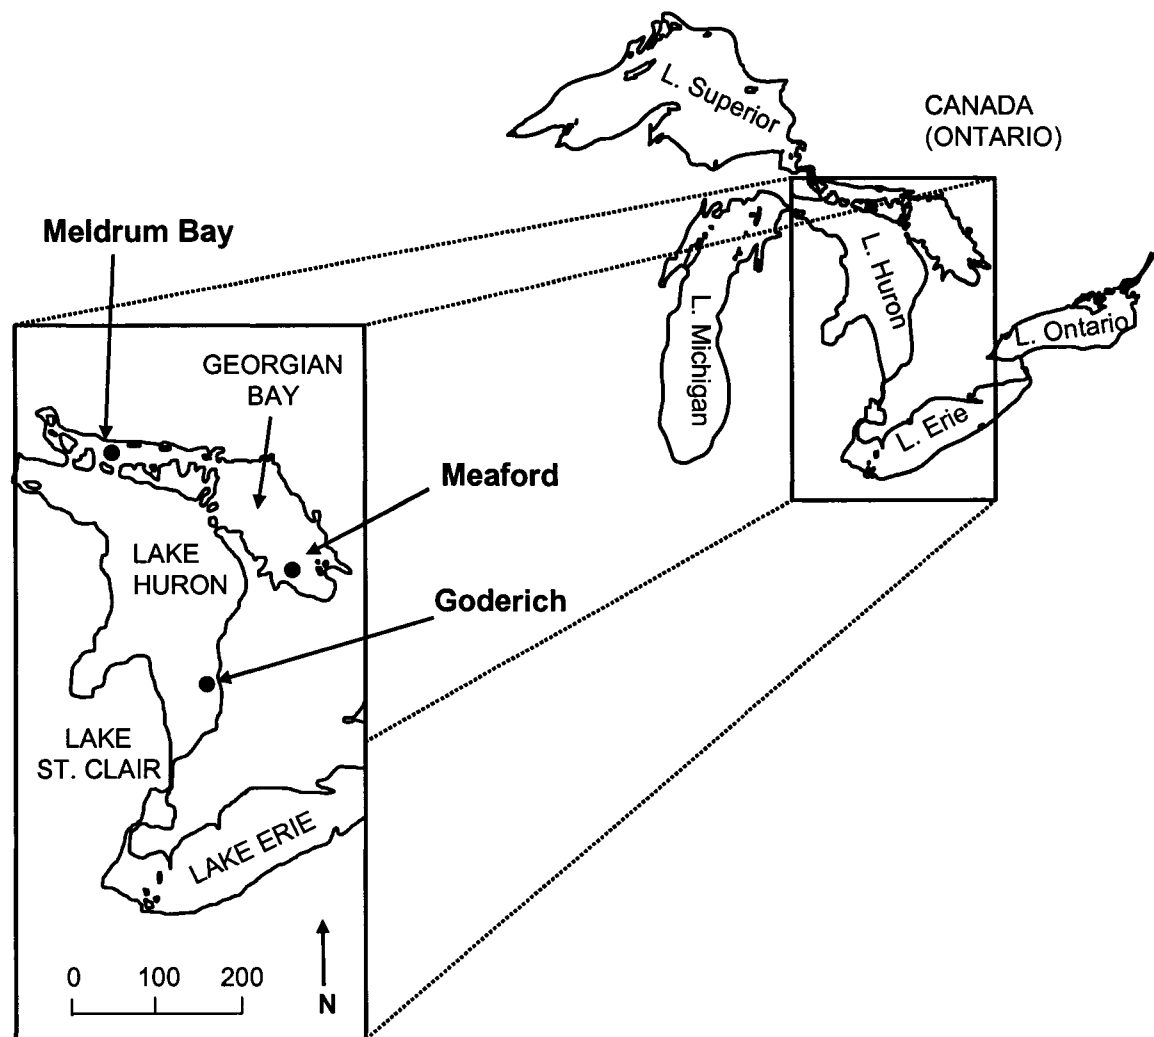 L. Superior
CANADA
(ONTARIO)
Meldrum Bay
L. Huron
L. Michigan
L. Ontario
GEORGIAN
BAY
L. Erie
Meaford
LAKE
HURON
Goderich
LAKE
ST. CLAIR
LAKE ERIE
0 100 200
N